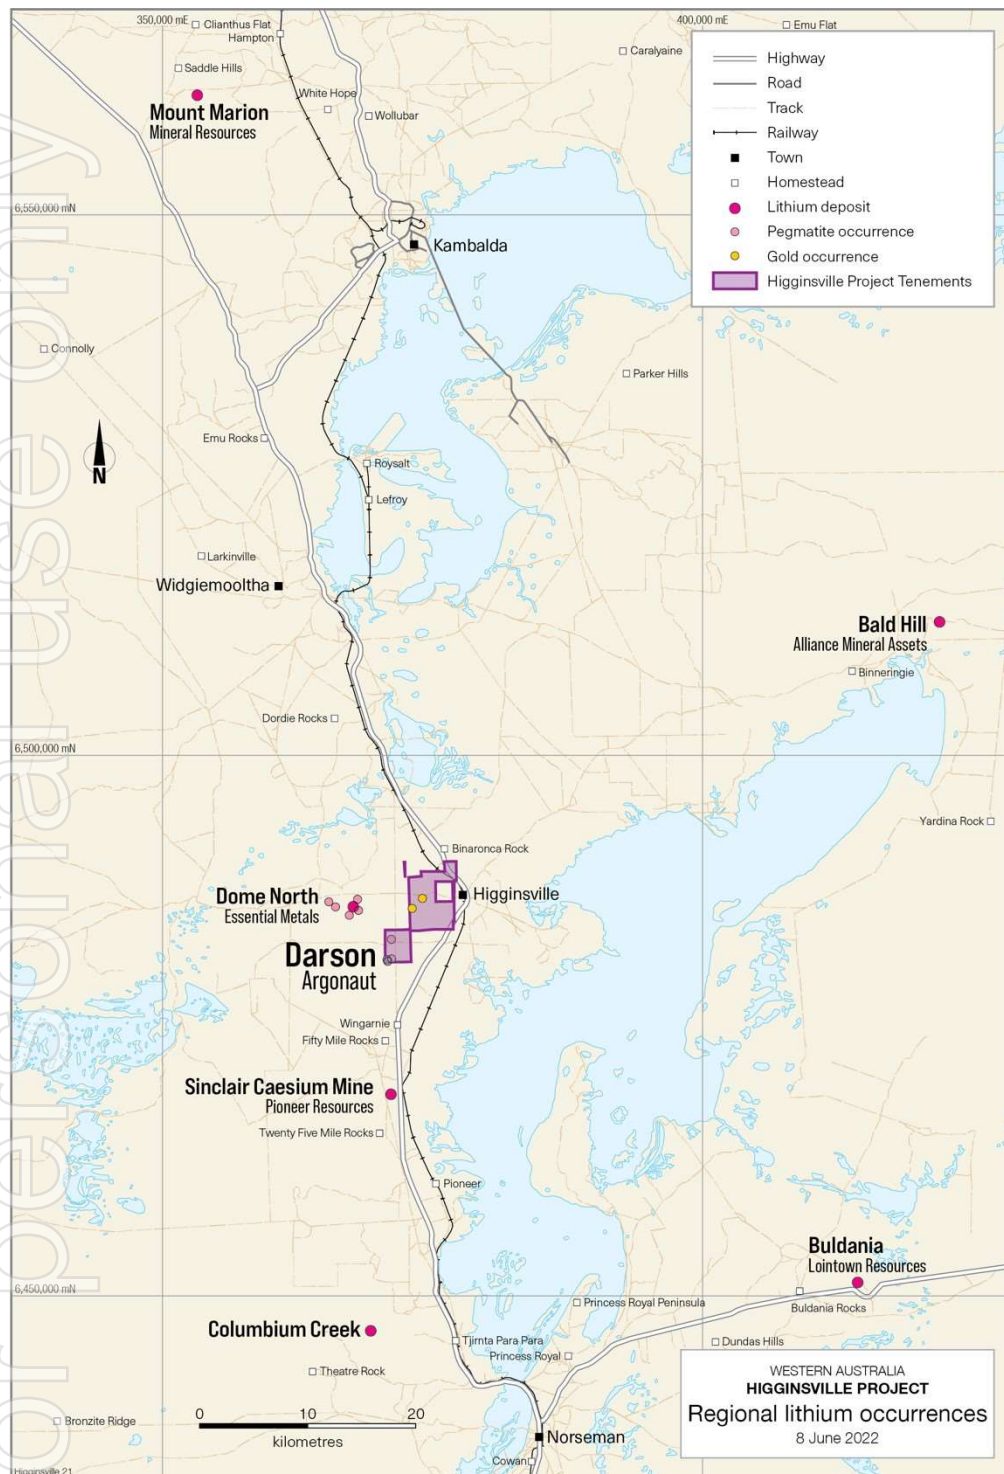 350,000 mE
400,000 mE
Clianthus Flat
Hampton
Emu Flat
Caralyaine
Saddle Hills
White Hope
Wollubar
Mount Marion
Mineral Resources
Highway
Road
Track
Railway
Town
Homestead
Lithium deposit
Pegmatite occurrence
Gold occurrence
Higginsville Project Tenements
6,550,000 mN
Kambalda
Connolly
Parker Hills
Emu Rocks
N
Roysalt
Lefroy
Larkinville
Widgiemooltha
Bald Hill
Alliance Mineral Assets
Binneringie
Dordie Rocks
6,500,000 mN
Yardina Rock
Binaronca Rock
Dome North
Essential Metals
Higginsville
Darson
Argonaut
Wingarnie
Fifty Mile Rocks
Sinclair Caesium Mine
Pioneer Resources
Twenty Five Mile Rocks
Pioneer
Buldania
Lointown Resources
6,450,000 mN
Princess Royal Peninsula
Buldania Rocks
Columbium Creek
Tjirnta Para Para
Princess Royal
Dundas Hills
Theatre Rock
WESTERN AUSTRALIA
HIGGINSVILLE PROJECT
Regional lithium occurrences
8 June 2022
Bronzite Ridge
0 10 20
kilometres
Norseman
Cowan
Higginsville 21
or personal use only